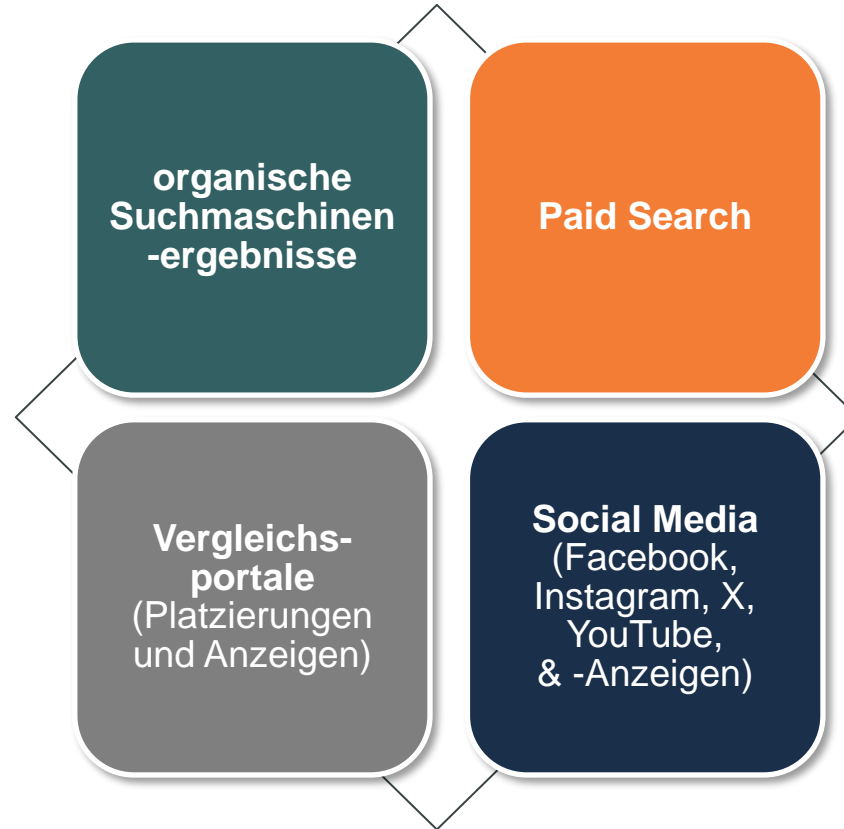 organische
Suchmaschinen
-ergebnisse
Paid Search
Vergleichs-
portale
(Platzierungen
und Anzeigen)
Social Media
(Facebook,
Instagram, X,
YouTube,
& -Anzeigen)